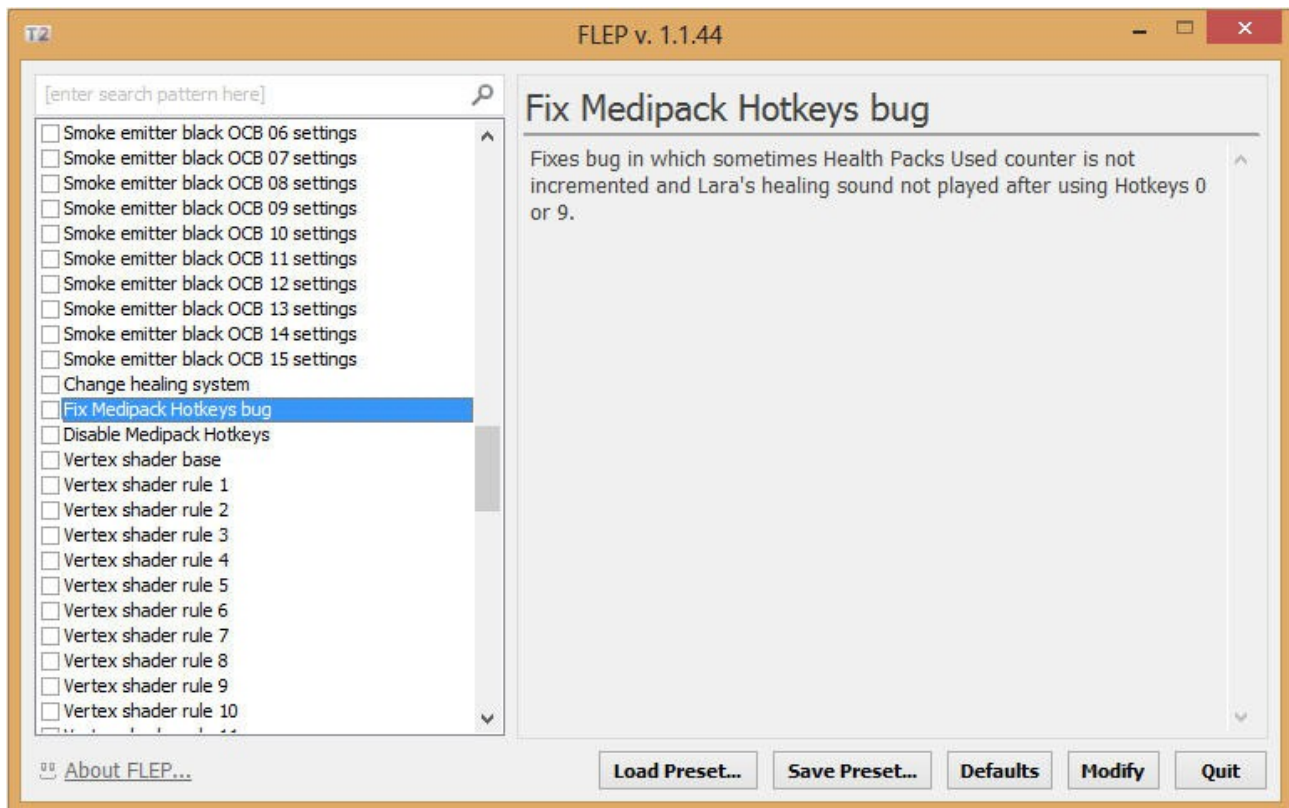 T2
FLEP v. 1.1.44
[enter search pattern here]
Smoke emitter black OCB 06 settings
Smoke emitter black OCB 07 settings
Smoke emitter black OCB 08 settings
Smoke emitter black OCB 09 settings
Smoke emitter black OCB 10 settings
Smoke emitter black OCB 11 settings
Smoke emitter black OCB 12 settings
Smoke emitter black OCB 13 settings
Smoke emitter black OCB 14 settings
Smoke emitter black OCB 15 settings
Change healing system
Fix Medipack Hotkeys bug
Disable Medipack Hotkeys
Vertex shader base
Vertex shader rule 1
Vertex shader rule 2
Vertex shader rule 3
Vertex shader rule 4
Vertex shader rule 5
Vertex shader rule 6
Vertex shader rule 7
Vertex shader rule 8
Vertex shader rule 9
Vertex shader rule 10
Fix Medipack Hotkeys bug
Fixes bug in which sometimes Health Packs Used counter is not
incremented and Lara's healing sound not played after using Hotkeys 0
or 9.
About FLEP...
Load Preset...
Save Preset...
Defaults
Modify
Quit